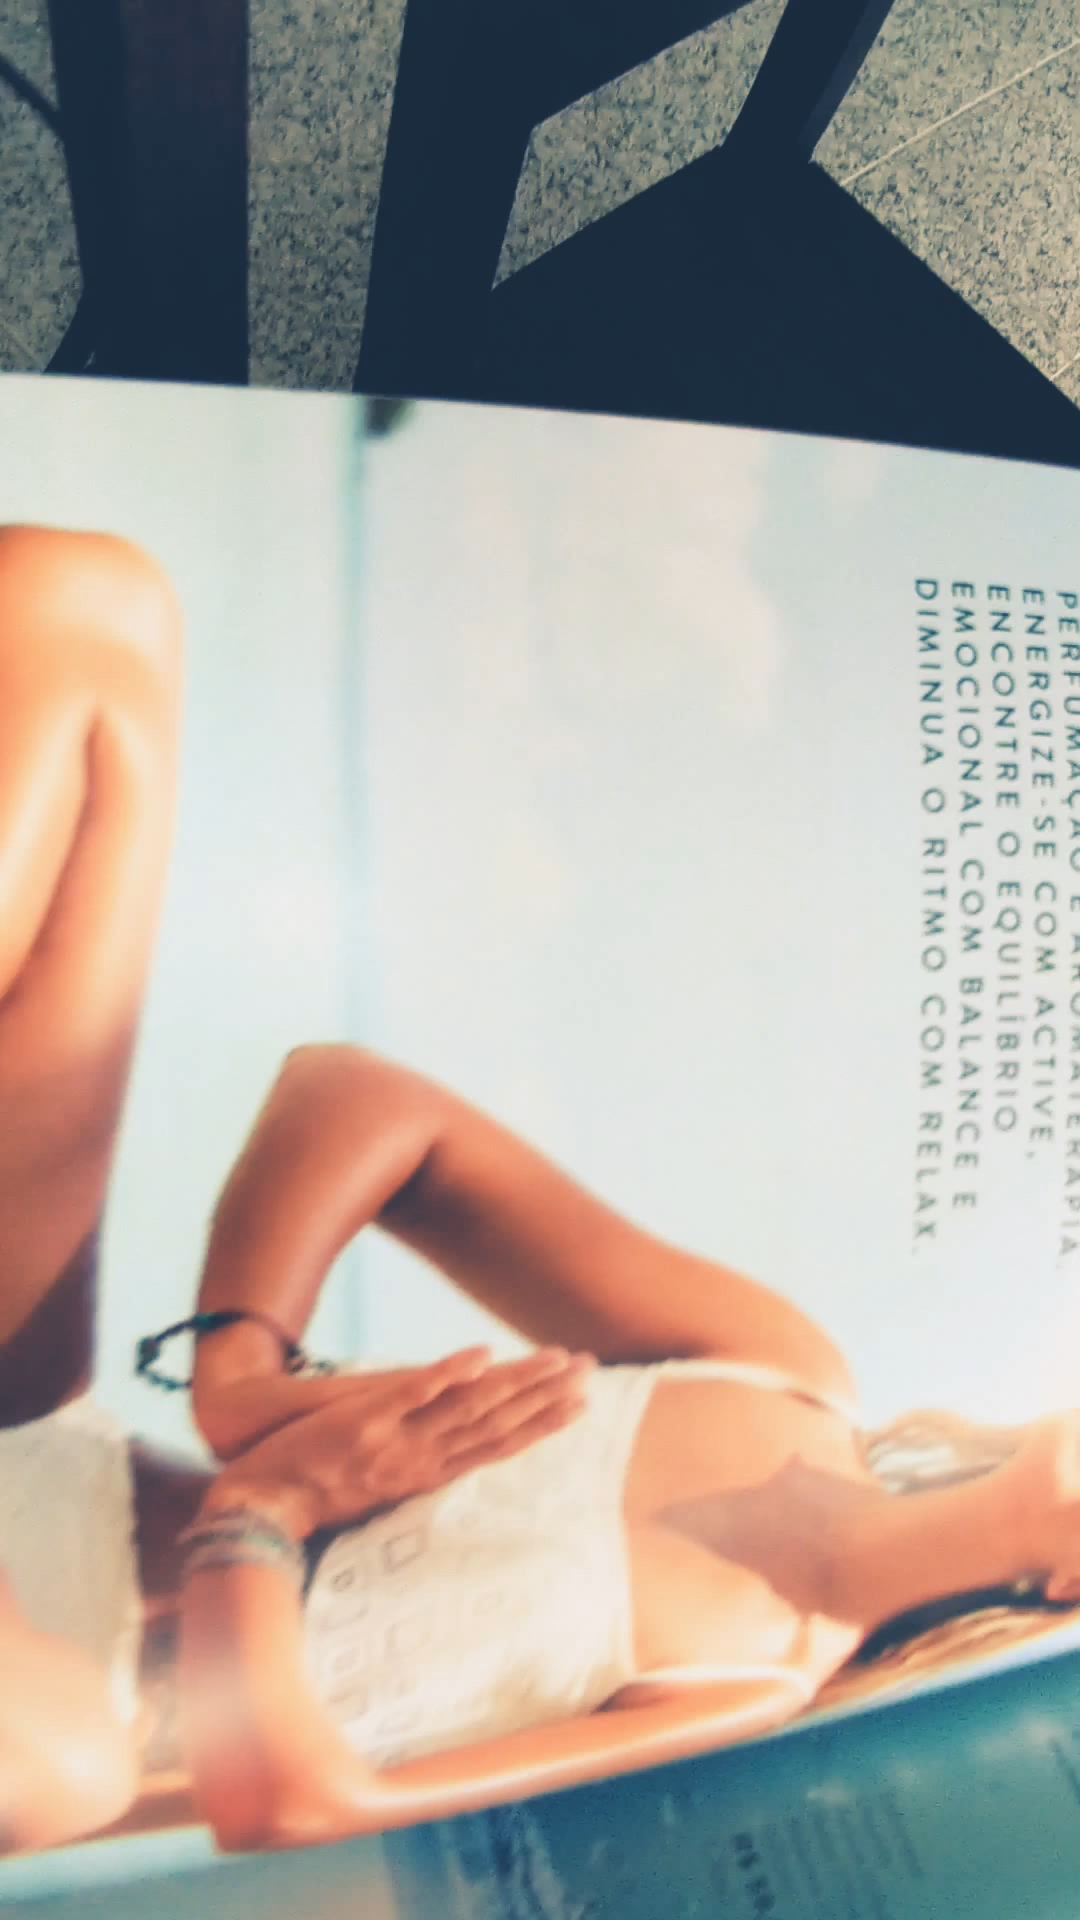 PERFUMAÇÃO E AROMATERAPIA.
ENERGIZE-SE COM ACTIVE,
ENCONTRE O EQUILÍBRIO
EMOCIONAL COM BALANCE E
DIMINUA O RITMO COM RELAX.